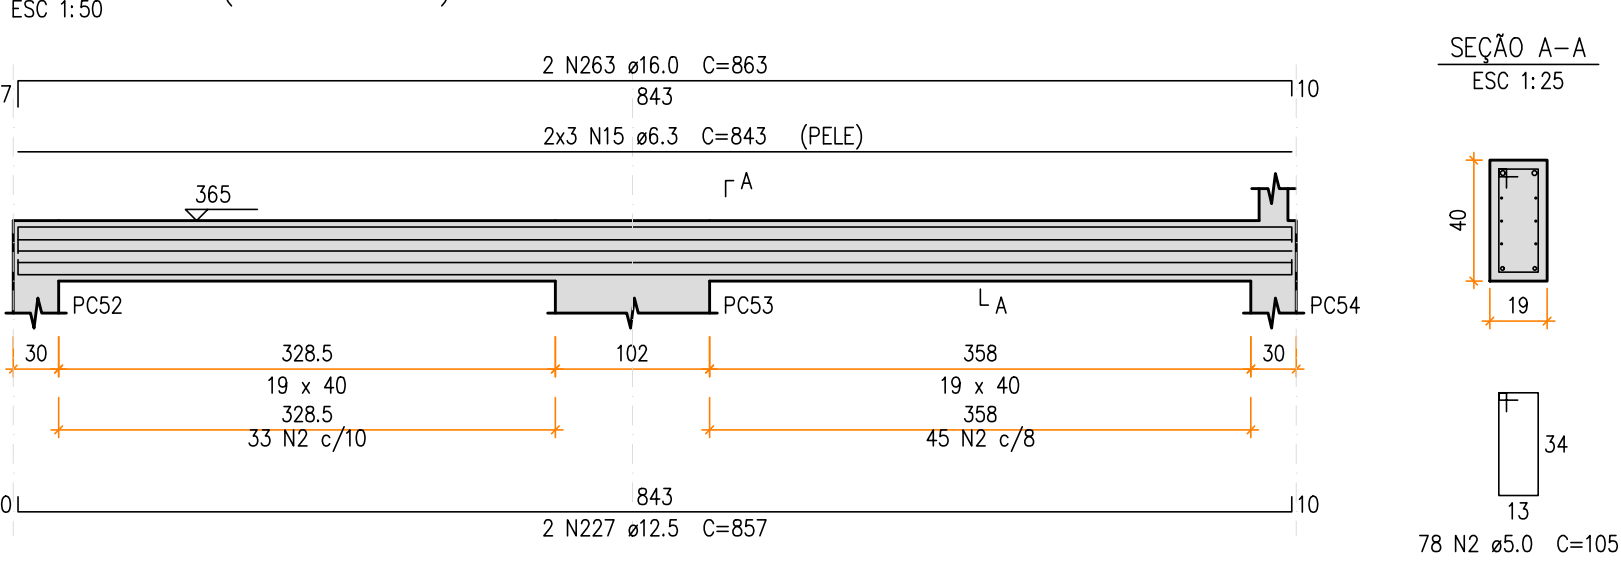 ESC 1:50
SEÇÃO A-A
ESC 1:25
2 N263 ø16.0 C=863
7 843 10
2x3 N15 ø6.3 C=843 (PELE)
A
365
40
19
PC52 PC53 A PC54
30 328.5 102 358 30
19 x 40 19 x 40
328.5 358
33 N2 c/10 45 N2 c/8
34
13
0 843 10
2 N227 ø12.5 C=857
78 N2 ø5.0 C=105